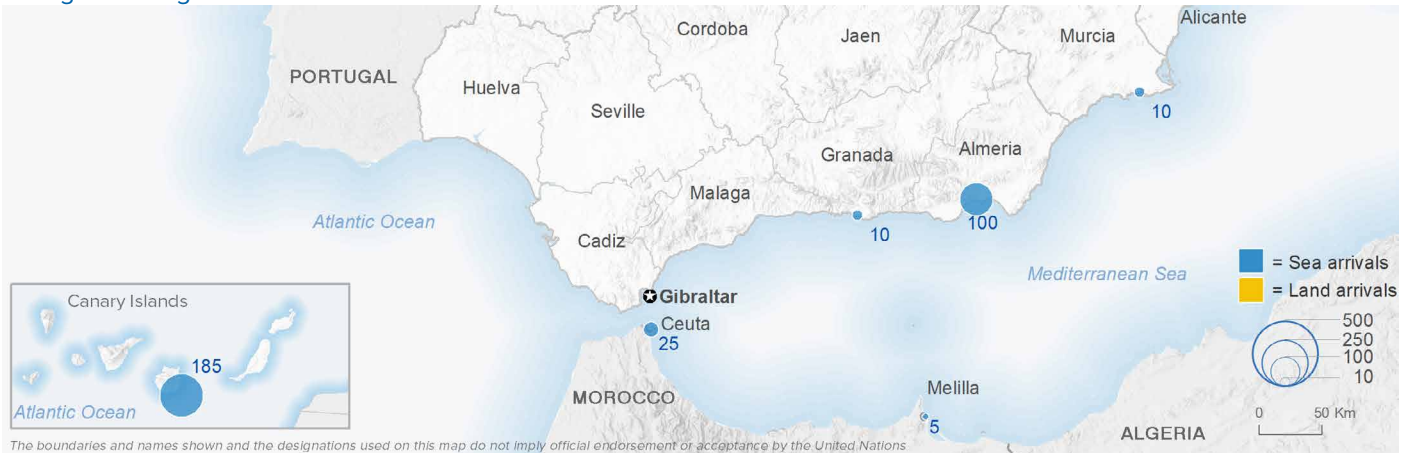 Alicante
Cordoba
Jaen
Murcia
PORTUGAL
Huelva
Seville
10
Granada
Almeria
Malaga
Atlantic Ocean
100
10
Cadiz
Mediterranean Sea
= Sea arrivals
= Land arrivals
Gibraltar
Canary Islands
Ceuta
25
500
250
100
10
185
Melilla
MOROCCO
Atlantic Ocean
5
0 50 Km
ALGERIA
The boundaries and names shown and the designations used on this map do not imply official endorsement or acceptance by the United Nations